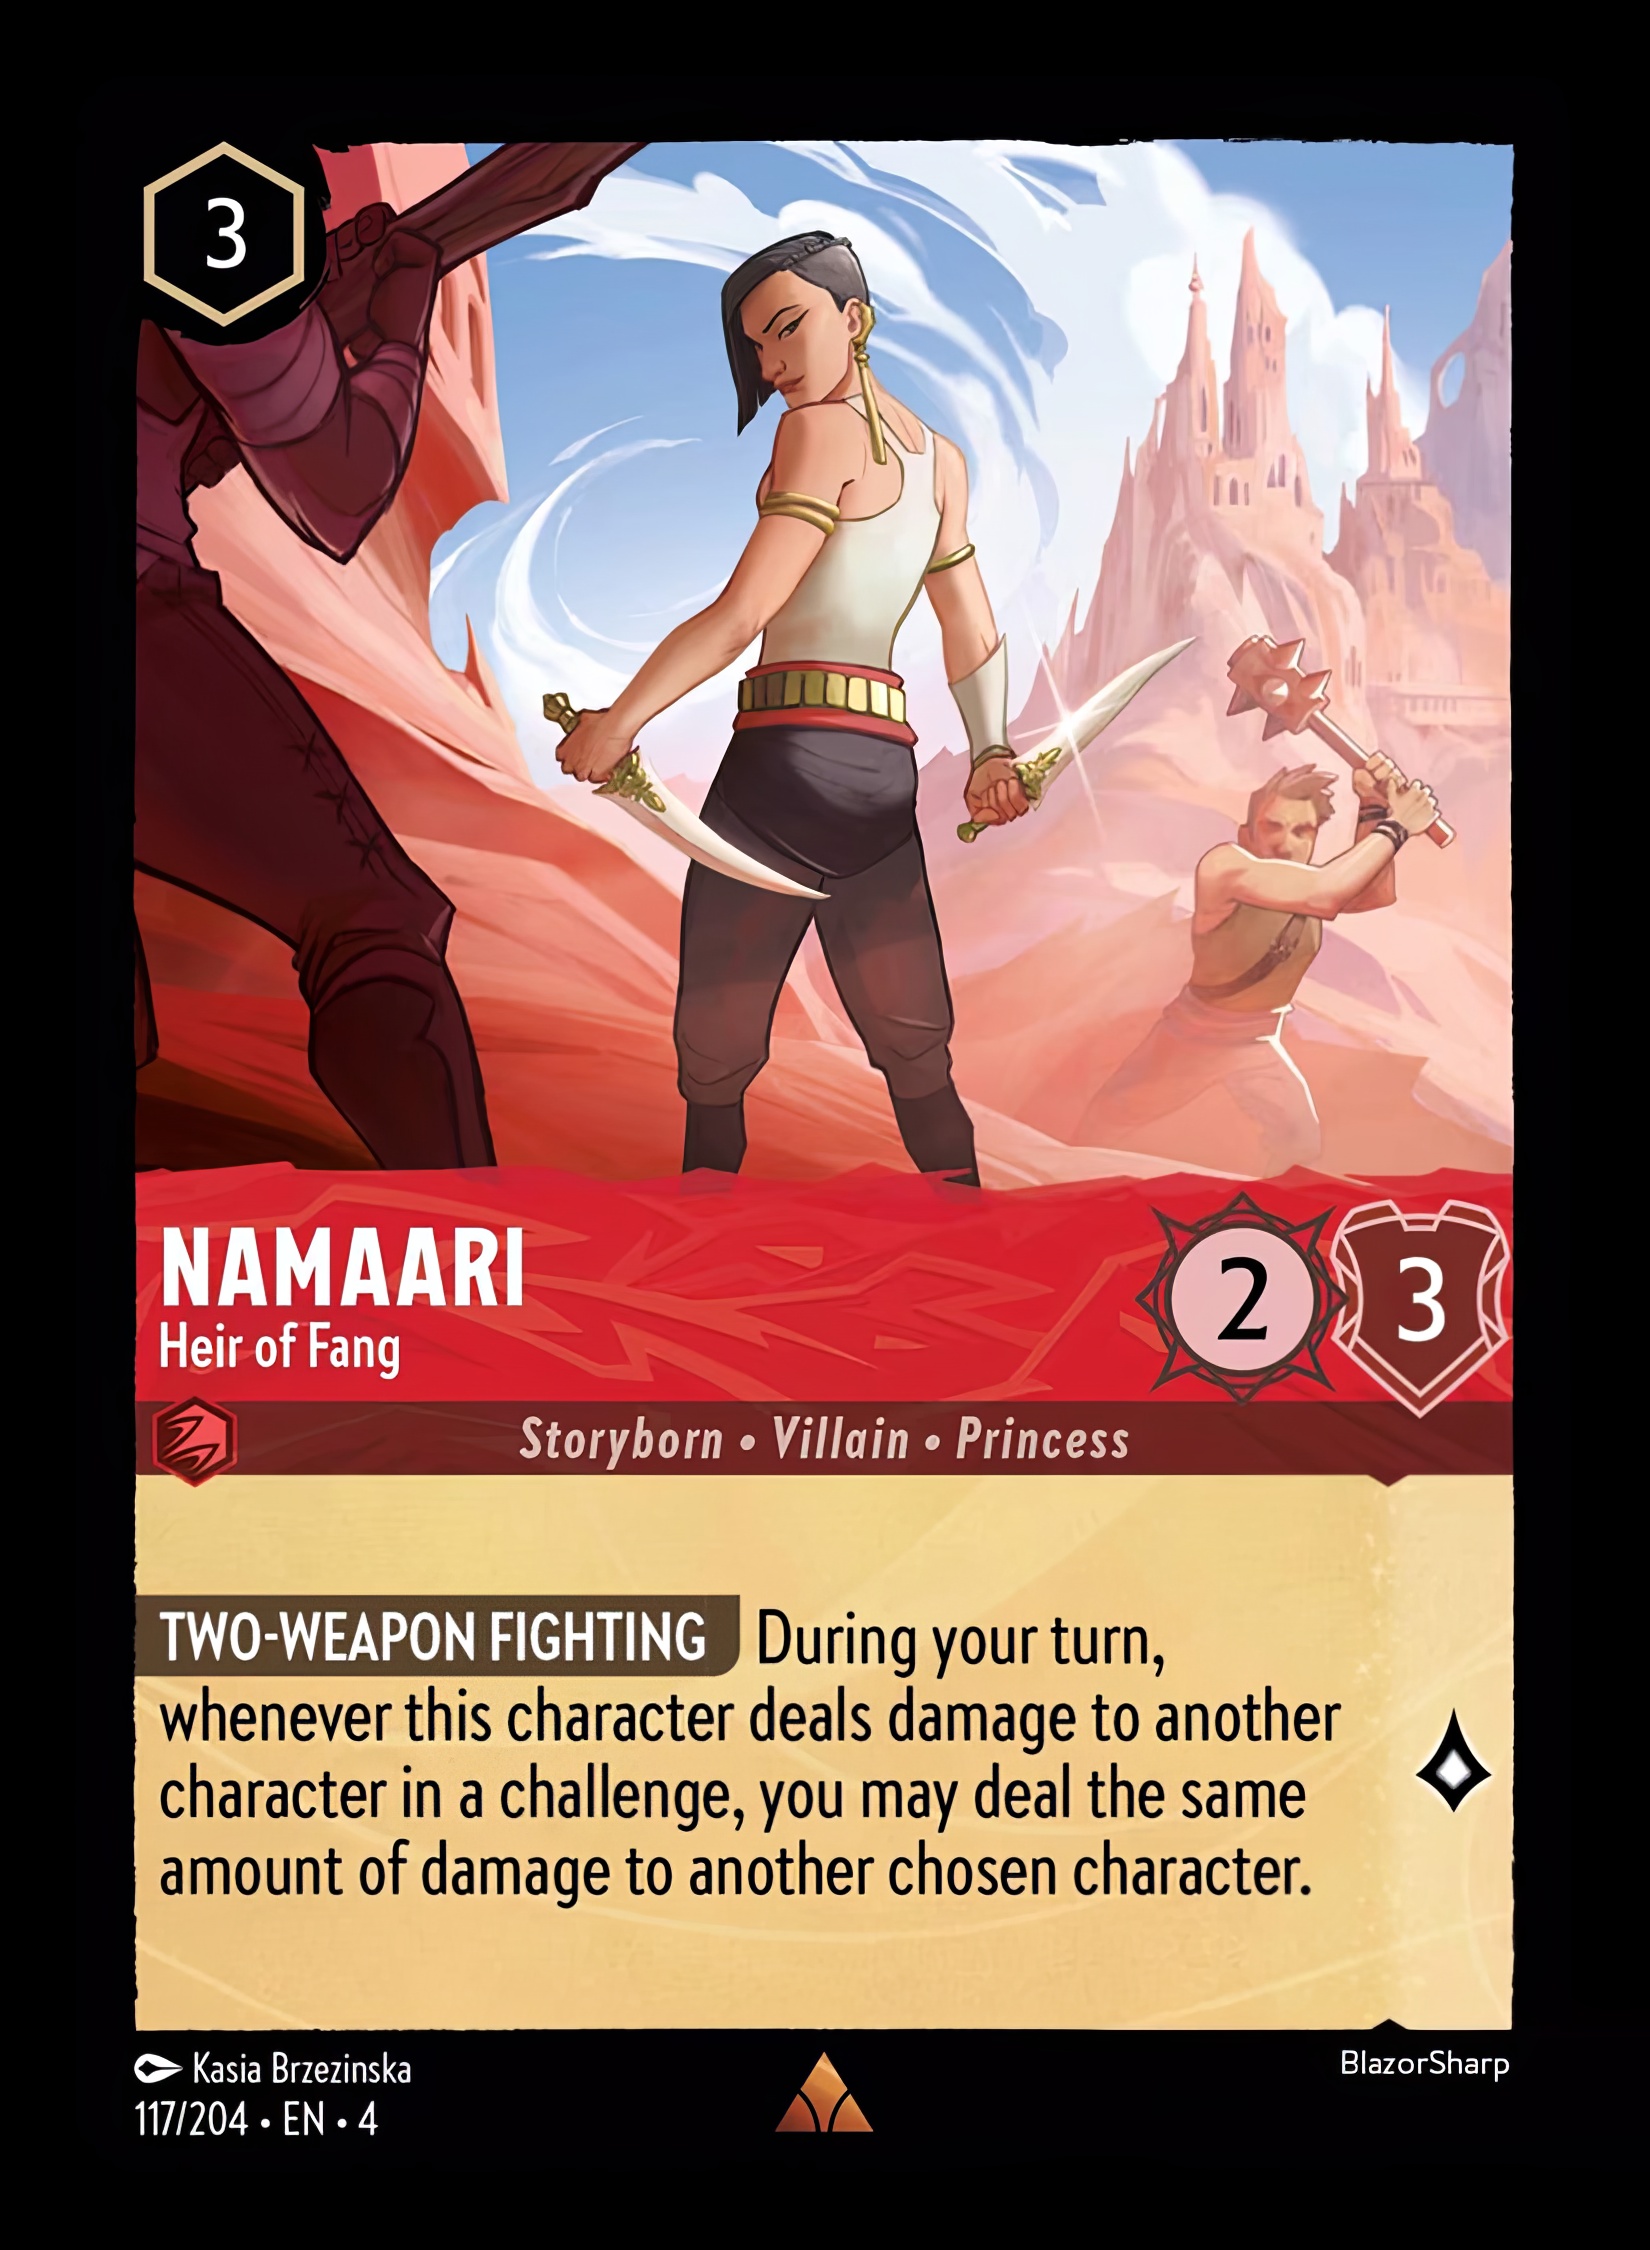 3
NAMAARI
Heir of Fang
2
3
Storyborn • Villain • Princess
TWO-WEAPON FIGHTING During your turn,
whenever this character deals damage to another
character in a challenge, you may deal the same
amount of damage to another chosen character.
Kasia Brzezinska
BlazorSharp
117/204 • EN • 4